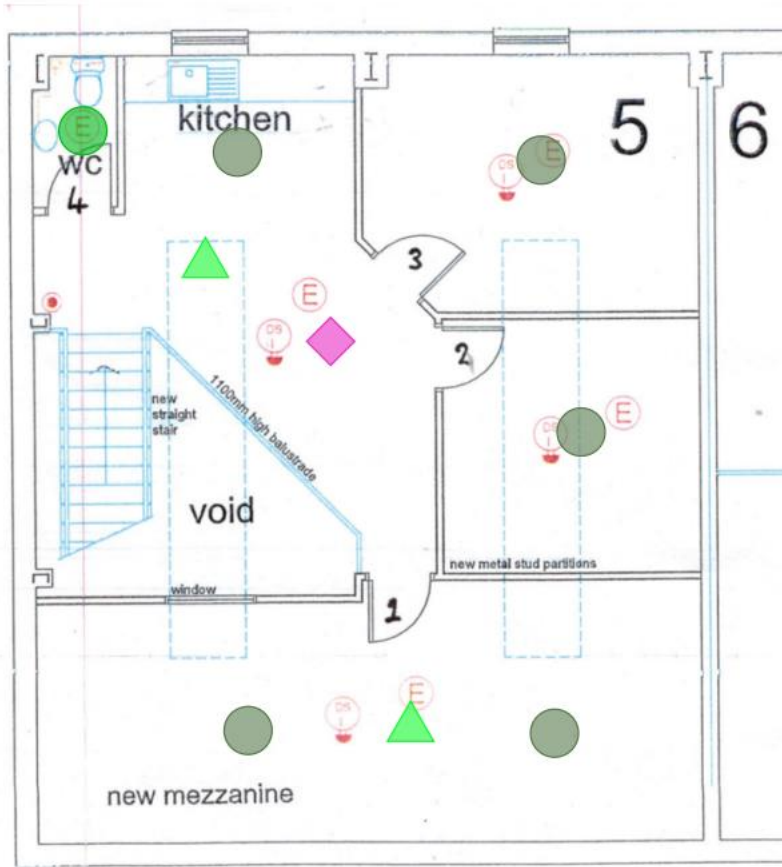 E
kitchen
wc
4
5
6
DS
E
3
E
DS
2
1100mm high balustrade
new
straight
stair
DS
E
void
new metal stud partitions
window
1
E
DS
new mezzanine